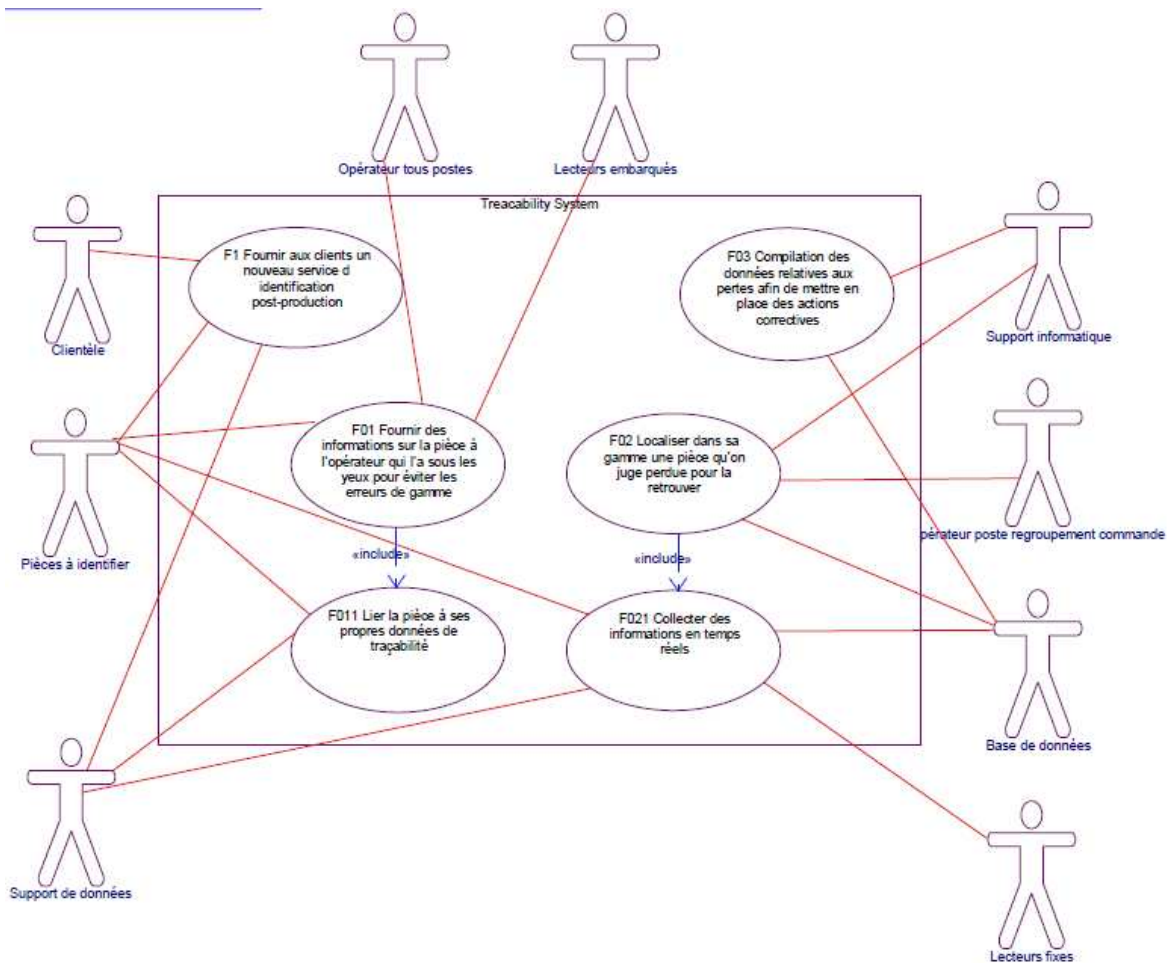 Opérateur tous postes
Lecteurs embarqués
Treacability System
F1 Fournir aux clients un
nouveau service d
identification
post-production
F03 Compilation des
données relatives aux
pertes afin de mettre en
place des actions
correctives
Clientèle
Support informatique
F01 Fournir des
informations sur la pièce à
l'opérateur qui l'a sous les
yeux pour éviter les
erreurs de gamme
F02 Localiser dans sa
gamme une pièce qu'on
juge perdue pour la
retrouver
Pièces à identifier
pérateur poste regroupement commande
«include»
«include»
F011 Lier la pièce à ses
propres données de
traçabilité
F021 Collecter des
informations en temps
réels
Base de données
Support de données
Lecteurs fixes